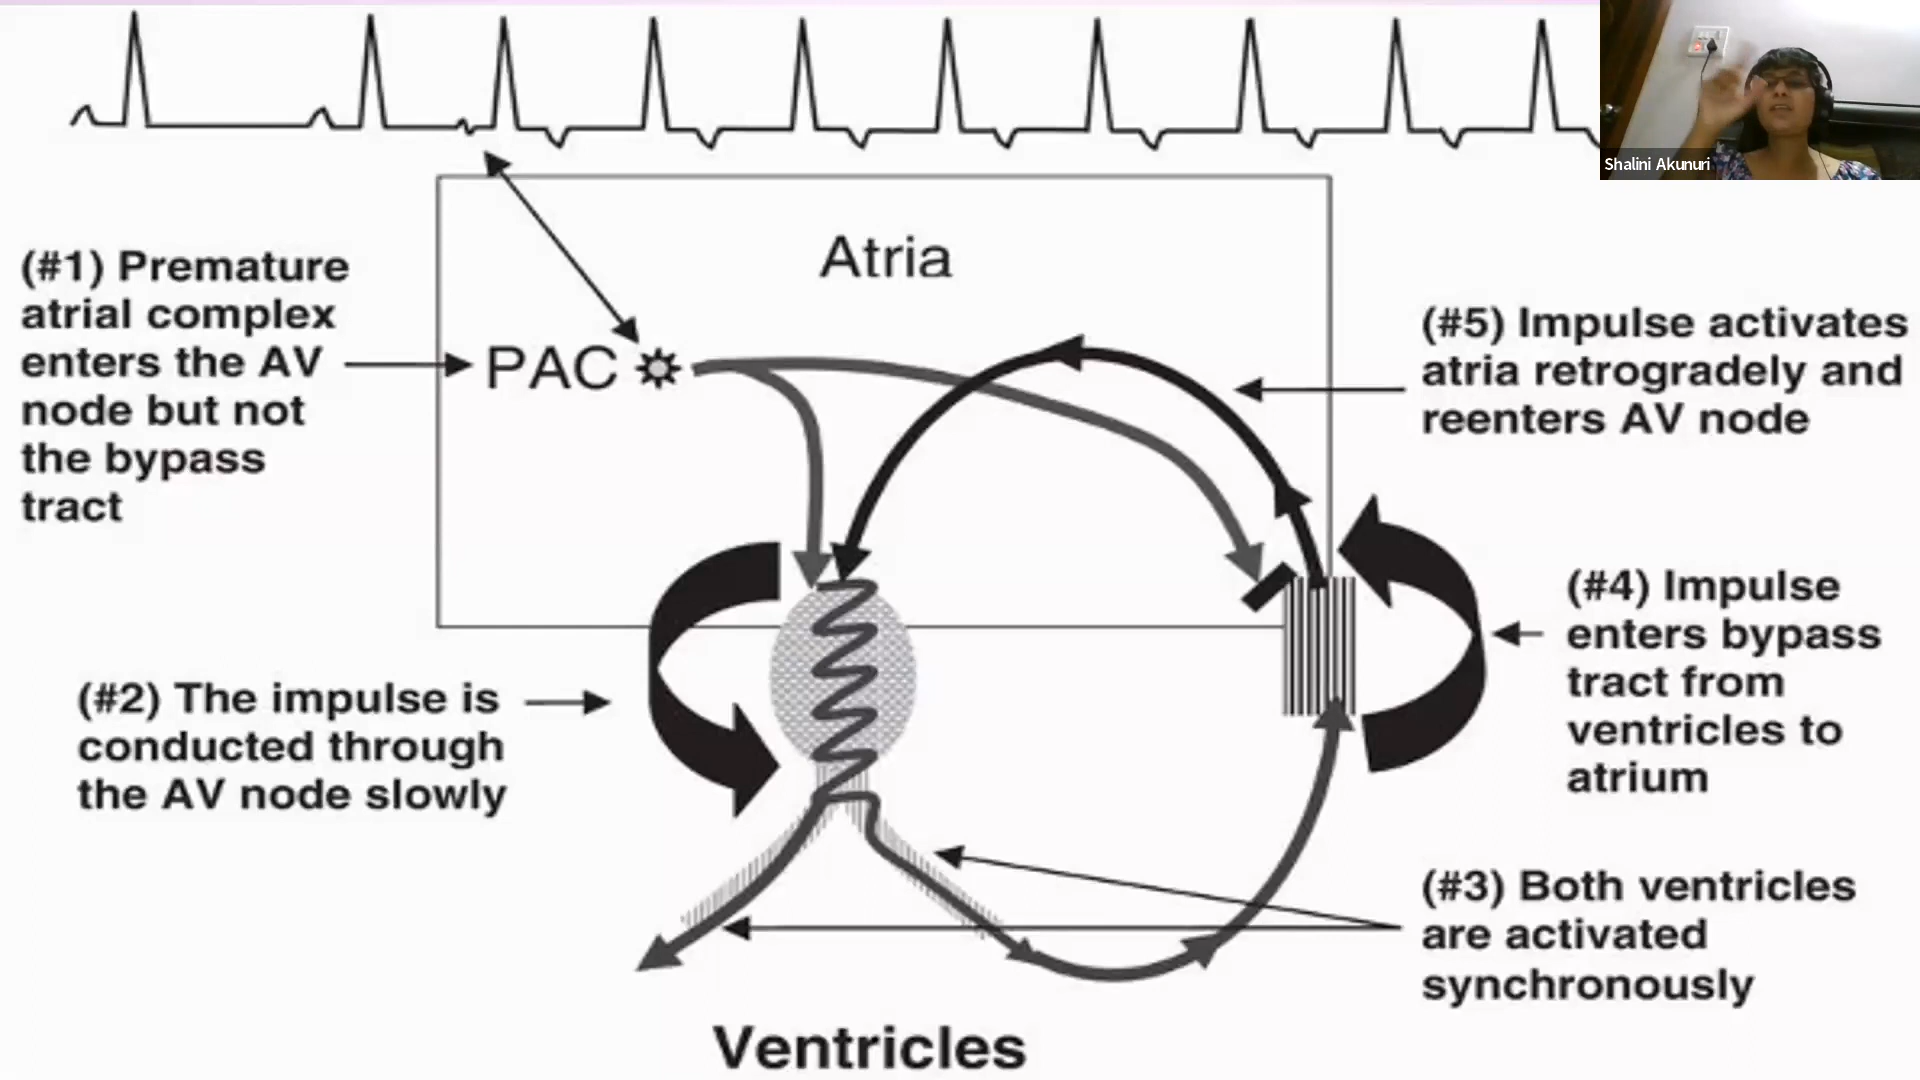 Shalini Akunuri
Atria
(#1) Premature
atrial complex
enters the AV
node but not
the bypass
tract
PAC
(#5) Impulse activates
atria retrogradely and
reenters AV node
(#2) The impulse is
conducted through
the AV node slowly
(#4) Impulse
enters bypass
tract from
ventricles to
atrium
(#3) Both ventricles
are activated
synchronously
Ventricles